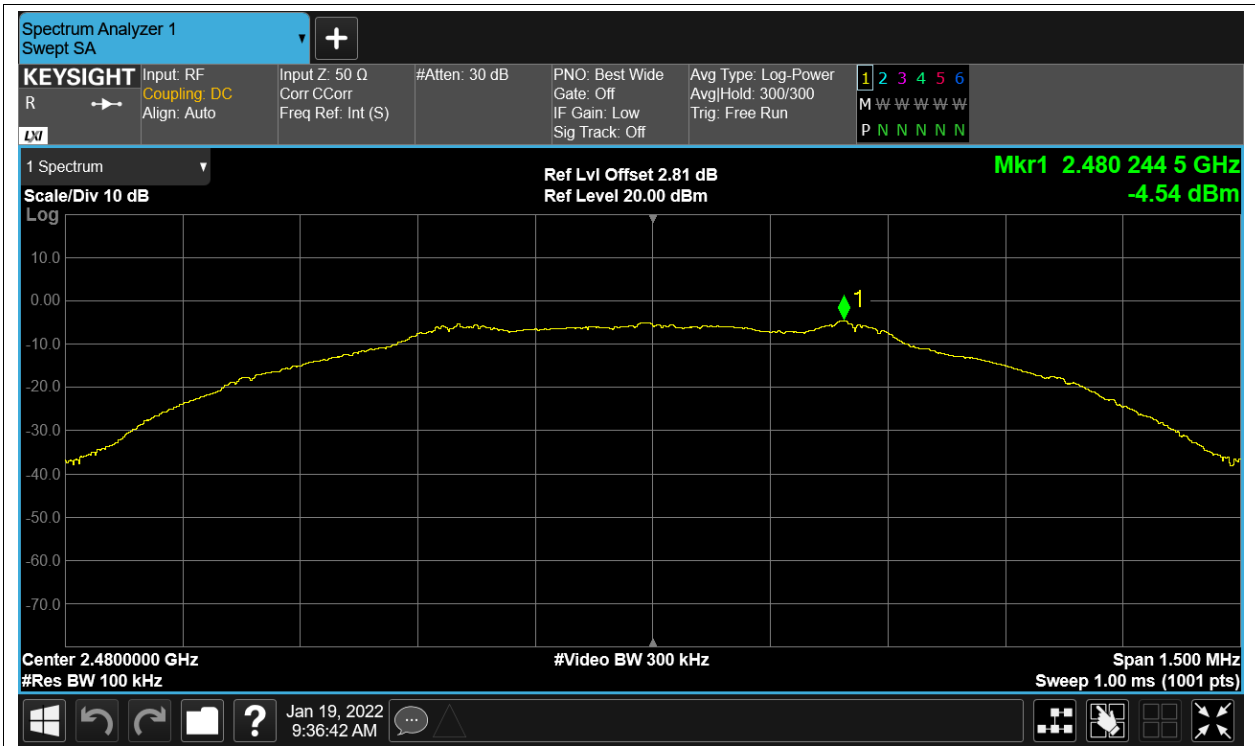 Spectrum Analyzer 1
Swept SA
+
KEYSIGHT
R
LXI
Input: RF
Coupling: DC
Align: Auto
Input Z: 50 Ω
Corr CCorr
Freq Ref: Int (S)
#Atten: 30 dB
PNO: Best Wide
Gate: Off
IF Gain: Low
Sig Track: Off
Avg Type: Log-Power
Avg|Hold: 300/300
Trig: Free Run
1 2 3 4 5 6
M W W W W W W
P N N N N N N
1 Spectrum
Scale/Div 10 dB
Log
Ref Lvl Offset 2.81 dB
Ref Level 20.00 dBm
Mkr1 2.480 244 5 GHz
-4.54 dBm
10.0
0.00
-10.0
-20.0
-30.0
-40.0
-50.0
-60.0
-70.0
1
Center 2.4800000 GHz
#Res BW 100 kHz
#Video BW 300 kHz
Span 1.500 MHz
Sweep 1.00 ms (1001 pts)
?
Jan 19, 2022
9:36:42 AM